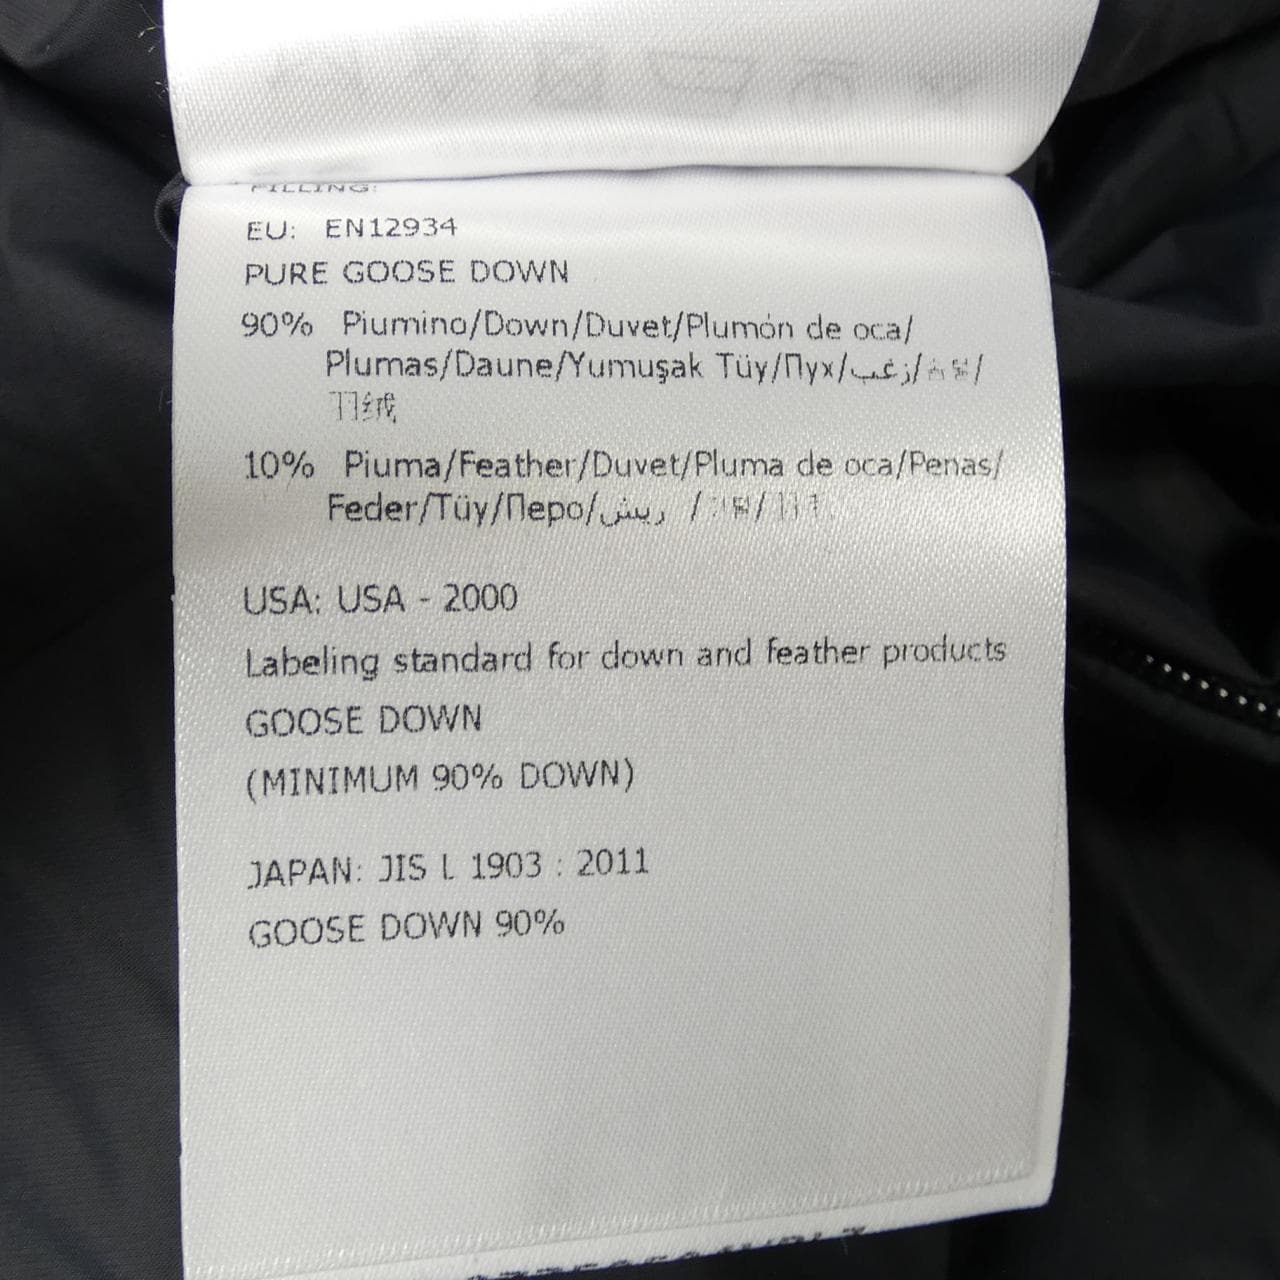 FILLING:
EU: EN12934
PURE GOOSE DOWN
90% Piumino/Down/Duvet/Plumón de oca/
Plumas/Daune/Yumuşak Tüy/Пух/زغب/
羽绒
10% Piuma/Feather/Duvet/Pluma de oca/Penas/
Feder/Tüy/Перо/ريش /
USA: USA - 2000
Labeling standard for down and feather products
GOOSE DOWN
(MINIMUM 90% DOWN)
JAPAN: JIS L 1903 : 2011
GOOSE DOWN 90%